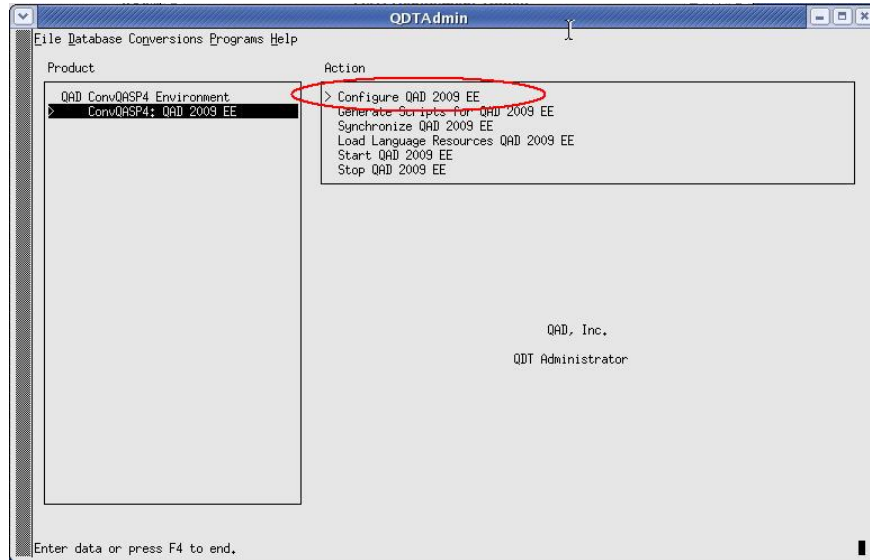 QDTAdmin
File Database Conversions Programs Help
Product
Action
QAD ConvQASP4 Environment
> ConvQASP4: QAD 2009 EE
> Configure QAD 2009 EE
Generate Scripts for QAD 2009 EE
Synchronize QAD 2009 EE
Load Language Resources QAD 2009 EE
Start QAD 2009 EE
Stop QAD 2009 EE
QAD, Inc.
QDT Administrator
Enter data or press F4 to end.